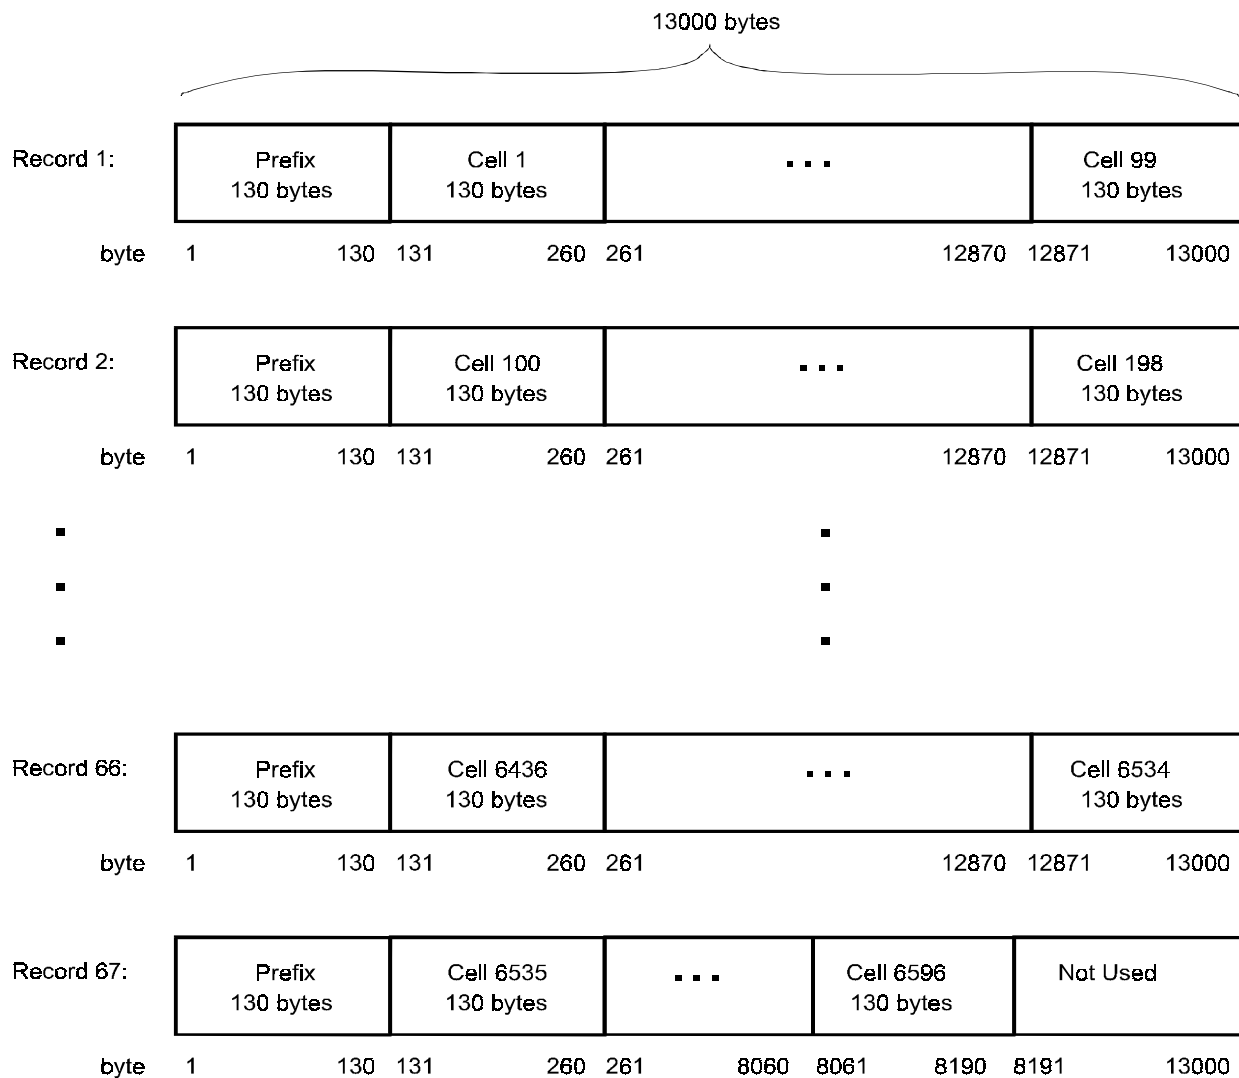 13000 bytes
Record 1: Prefix Cell 1 ... Cell 99
130 bytes 130 bytes 130 bytes
byte 1 130 131 260 261 12870 12871 13000
Record 2: Prefix Cell 100 ... Cell 198
130 bytes 130 bytes 130 bytes
byte 1 130 131 260 261 12870 12871 13000
Record 66: Prefix Cell 6436 ... Cell 6534
130 bytes 130 bytes 130 bytes
byte 1 130 131 260 261 12870 12871 13000
Record 67: Prefix Cell 6535 ... Cell 6596 Not Used
130 bytes 130 bytes 130 bytes
byte 1 130 131 260 261 8060 8061 8190 8191 13000